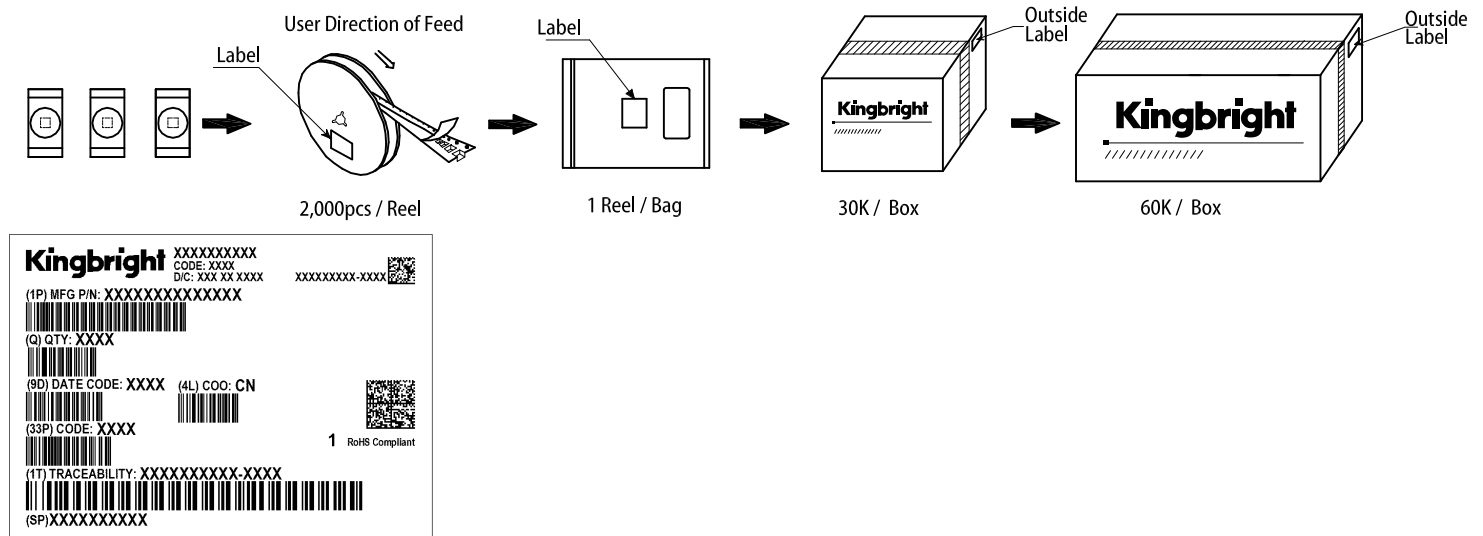 User Direction of Feed
Label
Label
Outside
Label
Outside
Label
Kingbright
Kingbright
2,000pcs / Reel
1 Reel / Bag
30K / Box
60K / Box
Kingbright
XXXXXXXXXX
CODE: XXXX
D/C: XXX XX XXXX
XXXXXXXXX-XXXX
(1P) MFG P/N: XXXXXXXXXXXXXX
(Q) QTY: XXXX
(9D) DATE CODE: XXXX (4L) COO: CN
(33P) CODE: XXXX
1 RoHS Compliant
(1T) TRACEABILITY: XXXXXXXXXX-XXXX
(SP)XXXXXXXXXX